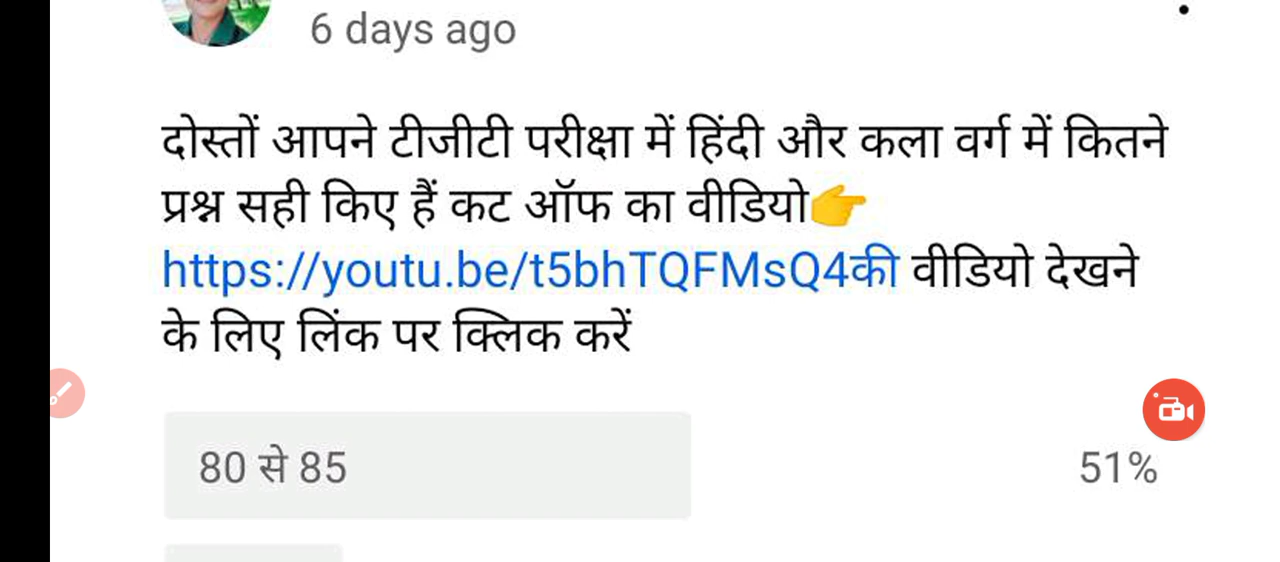 6 days ago
दोस्तों आपने टीजीटी परीक्षा में हिंदी और कला वर्ग में कितने
प्रश्न सही किए हैं कट ऑफ का वीडियो👉
https://youtu.be/t5bhTQFMsQ4की वीडियो देखने
के लिए लिंक पर क्लिक करें
80 से 85 51%